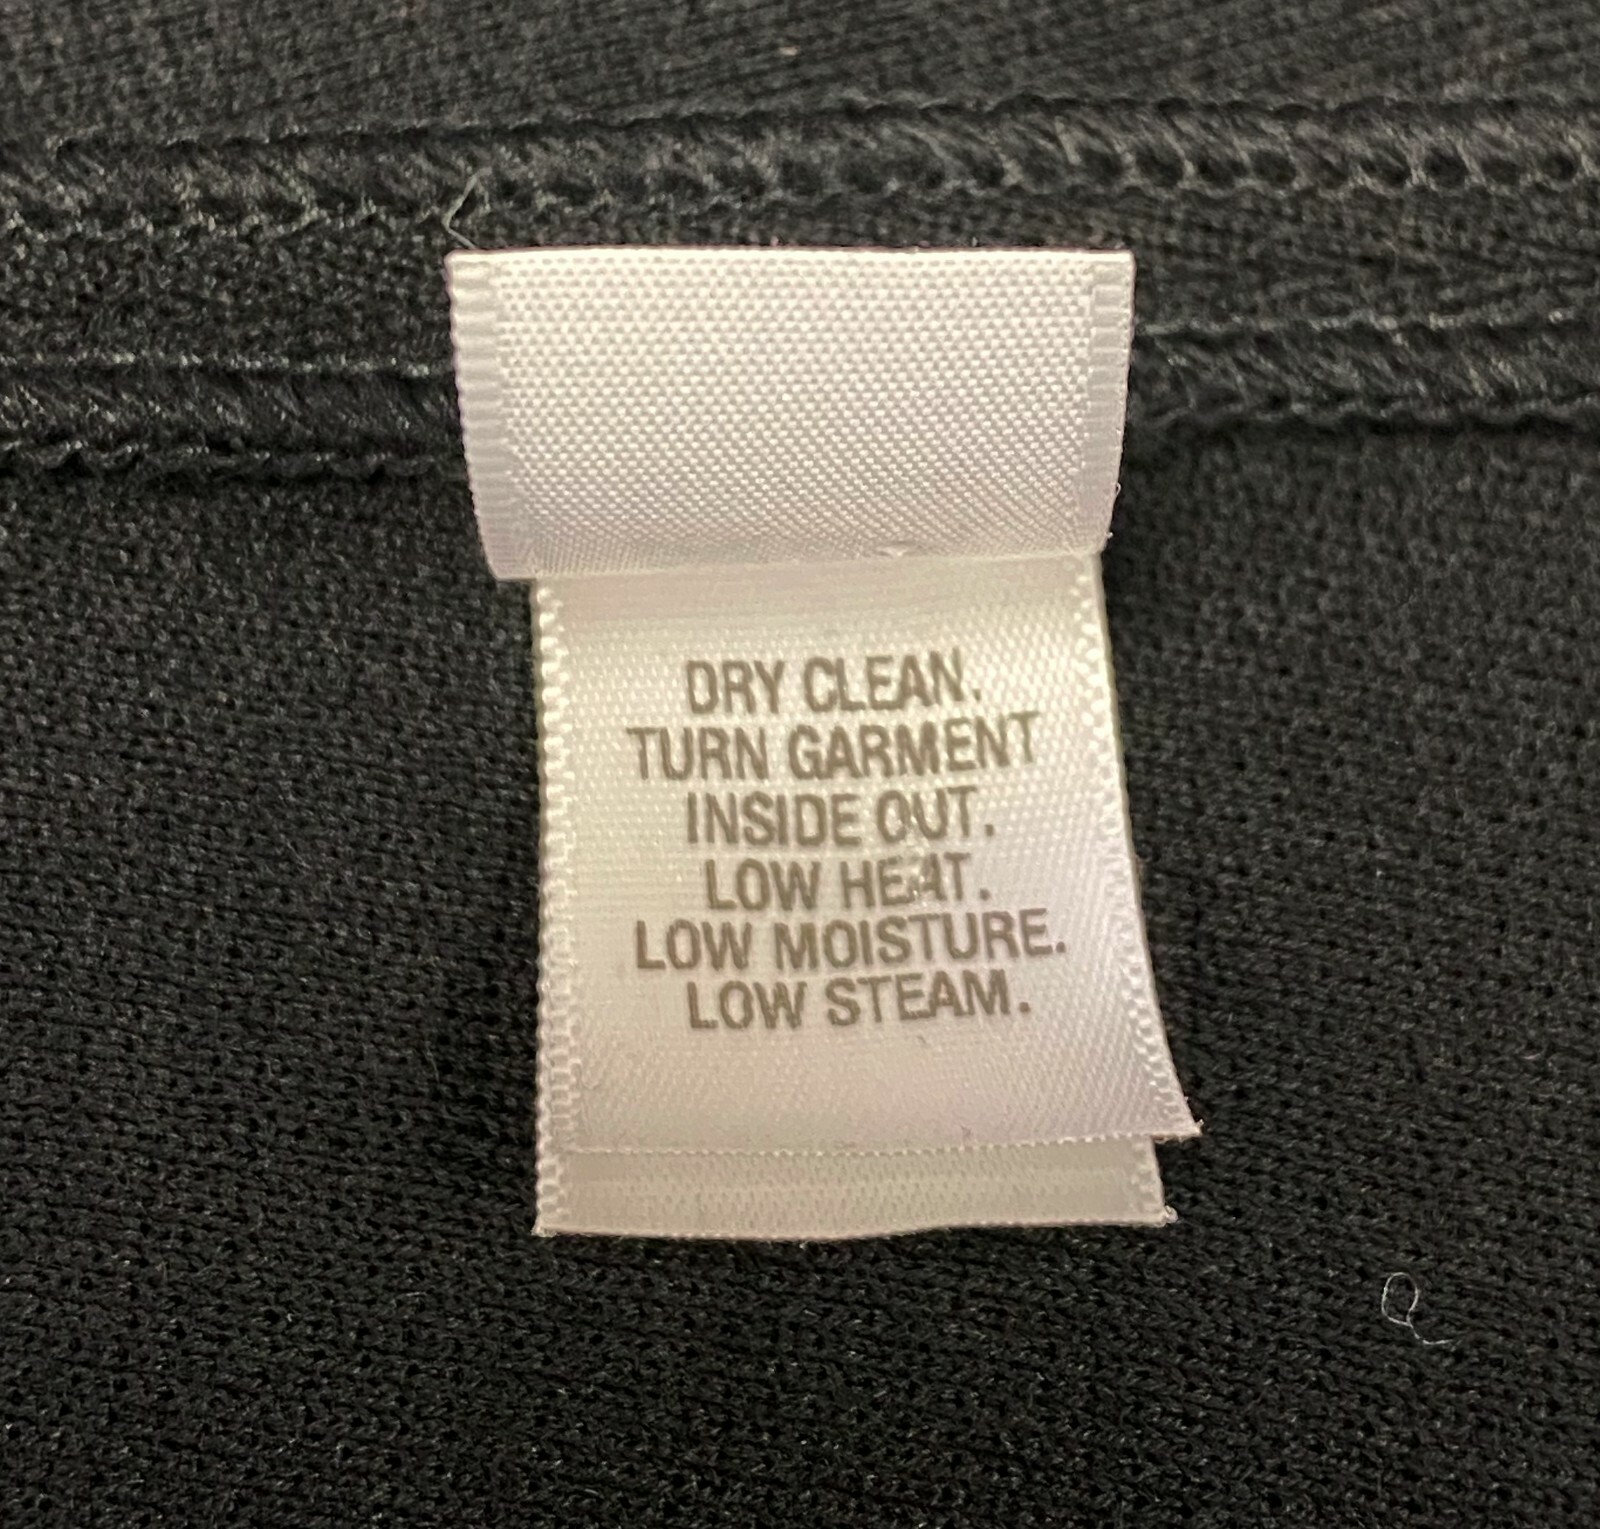 DRY CLEAN.
TURN GARMENT
INSIDE OUT.
LOW HEAT.
LOW MOISTURE.
LOW STEAM.